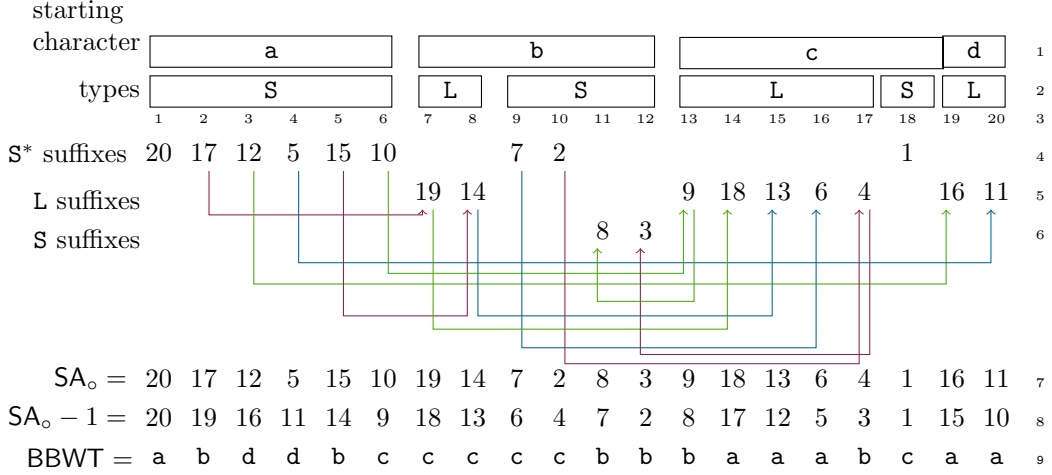 starting
character a b c d 1
types S L S L S L 2
1 2 3 4 5 6 7 8 9 10 11 12 13 14 15 16 17 18 19 20 3
S* suffixes 20 17 12 5 15 10 7 2 1 4
L suffixes 19 14 9 18 13 6 4 16 11 5
S suffixes 8 3 6
SA∘ = 20 17 12 5 15 10 19 14 7 2 8 3 9 18 13 6 4 1 16 11 7
SA∘ − 1 = 20 19 16 11 14 9 18 13 6 4 7 2 8 17 12 5 3 1 15 10 8
BBWT = a b d d b c c c c c b b b a a a b c a a 9